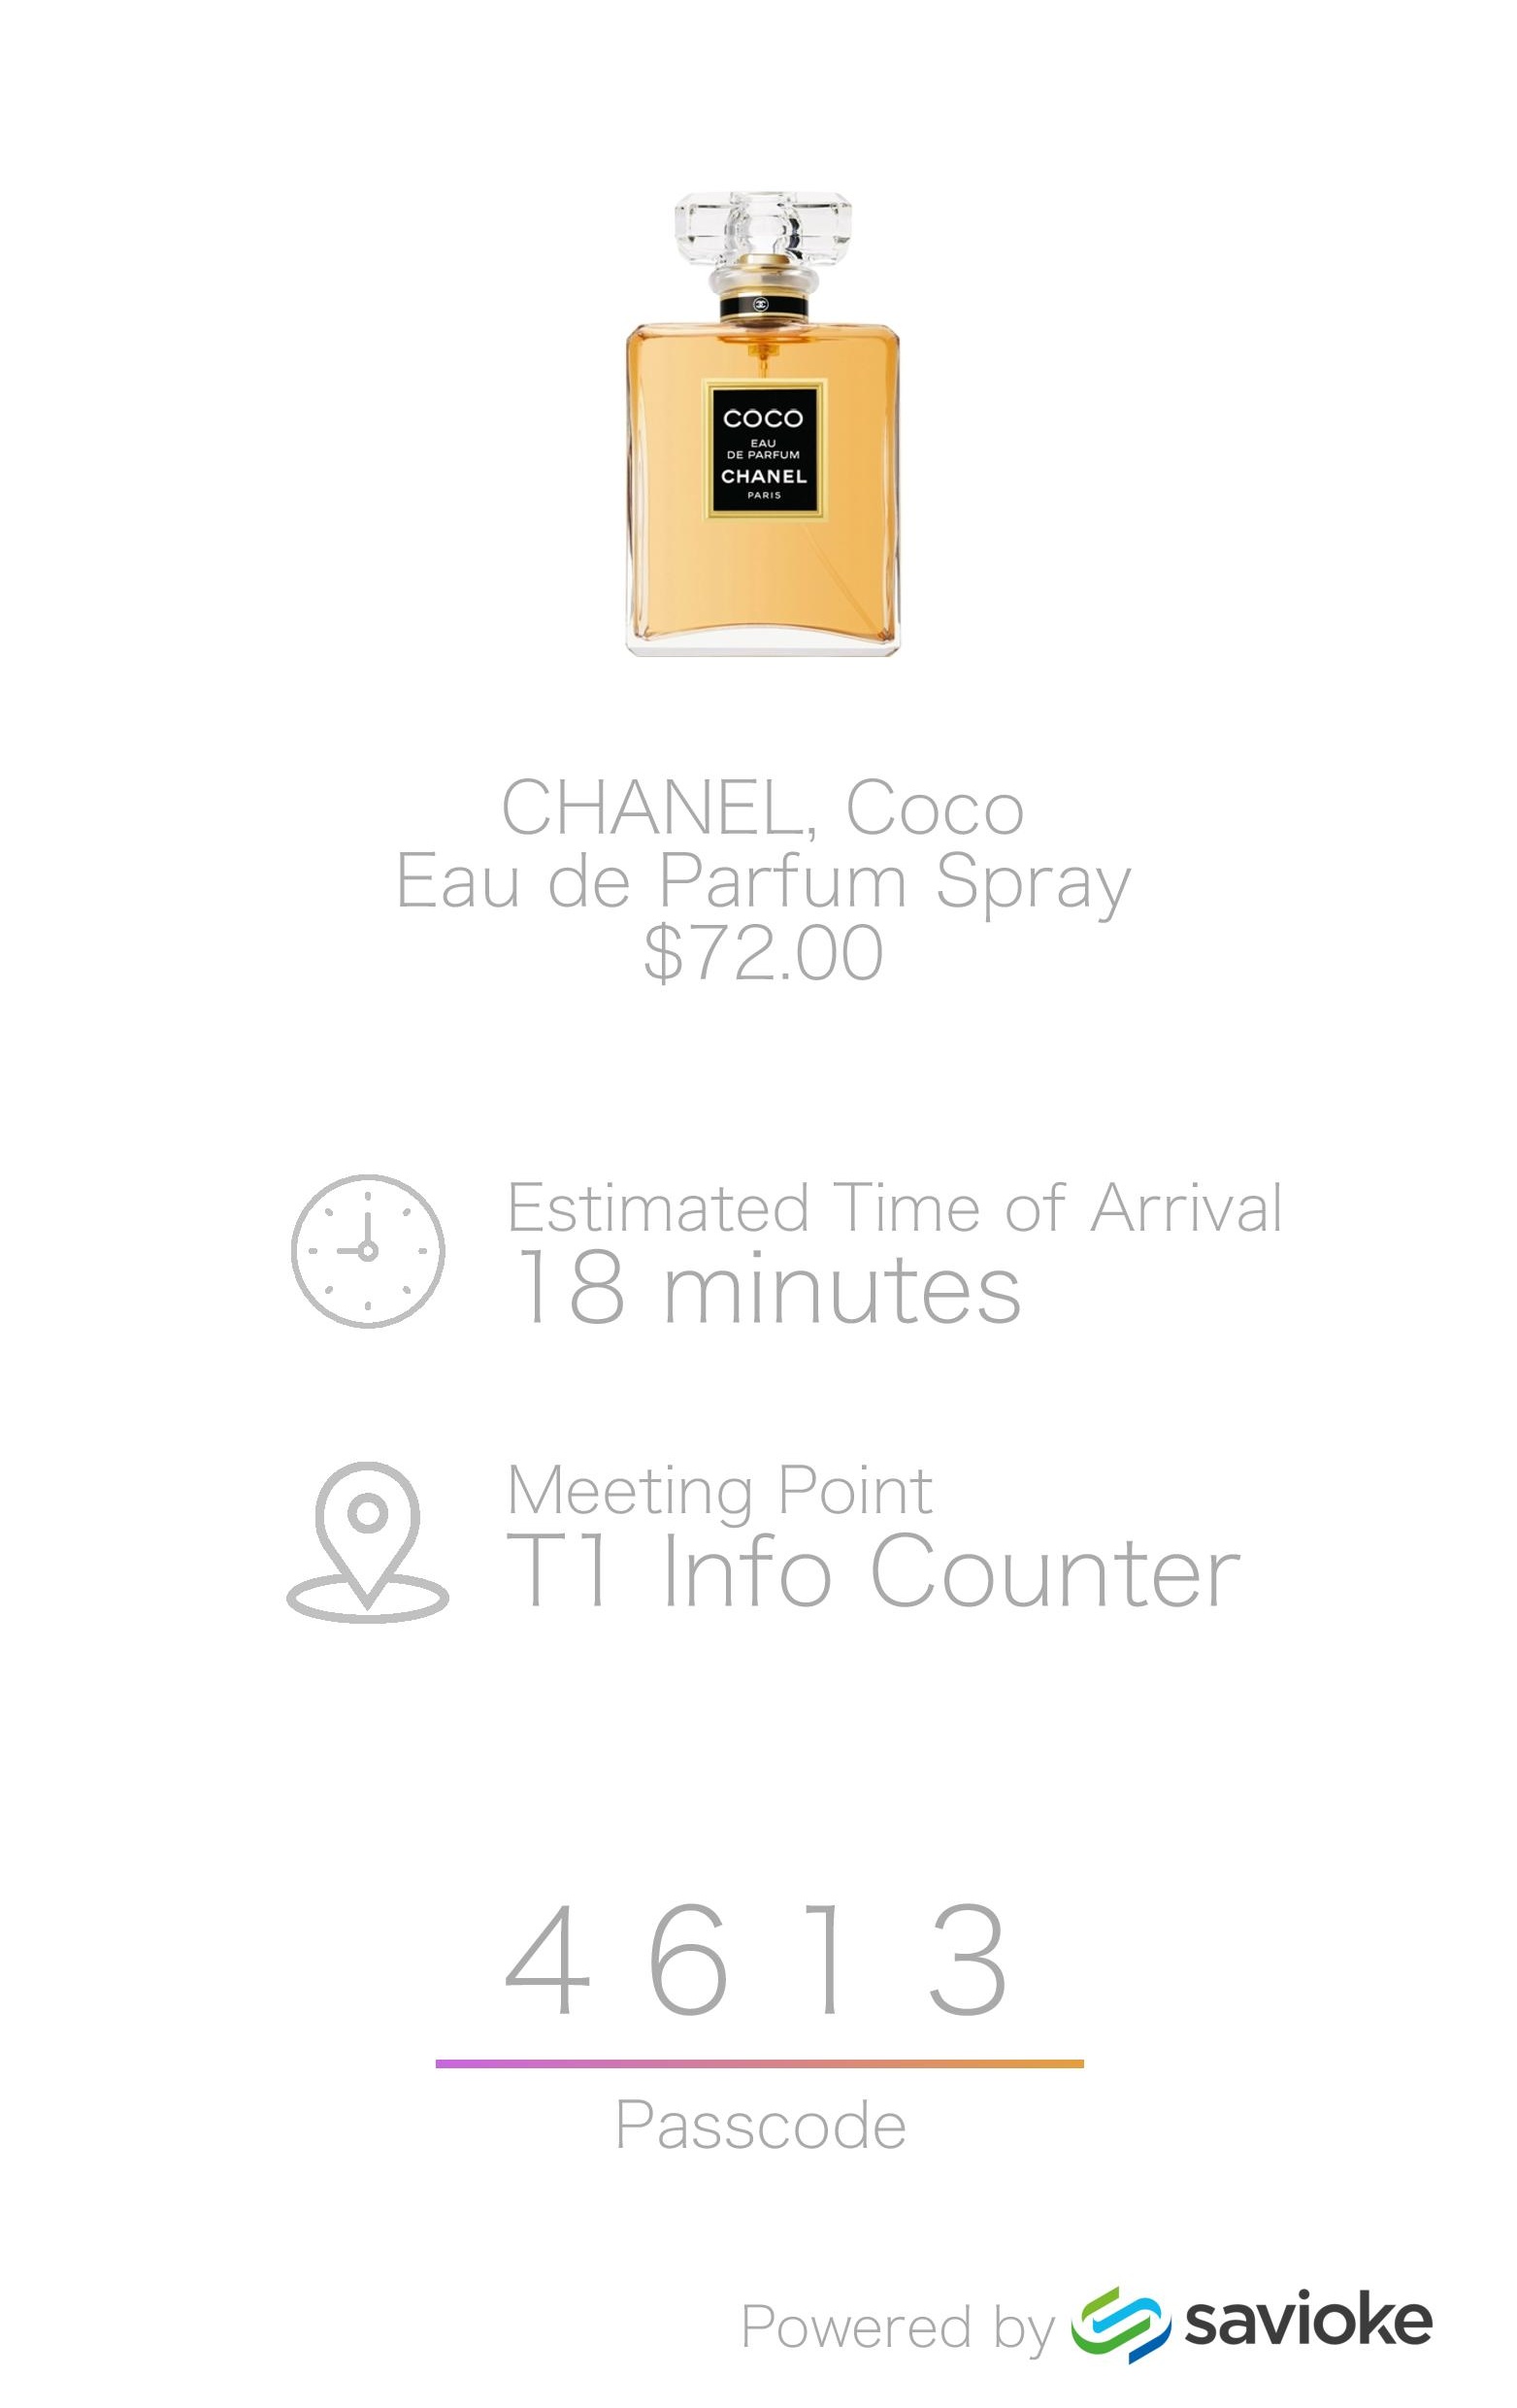 COCO
EAU
DE PARFUM
CHANEL
PARIS
CHANEL, Coco
Eau de Parfum Spray
$72.00
Estimated Time of Arrival
18 minutes
Meeting Point
T1 Info Counter
4 6 1 3
Passcode
Powered by savioke